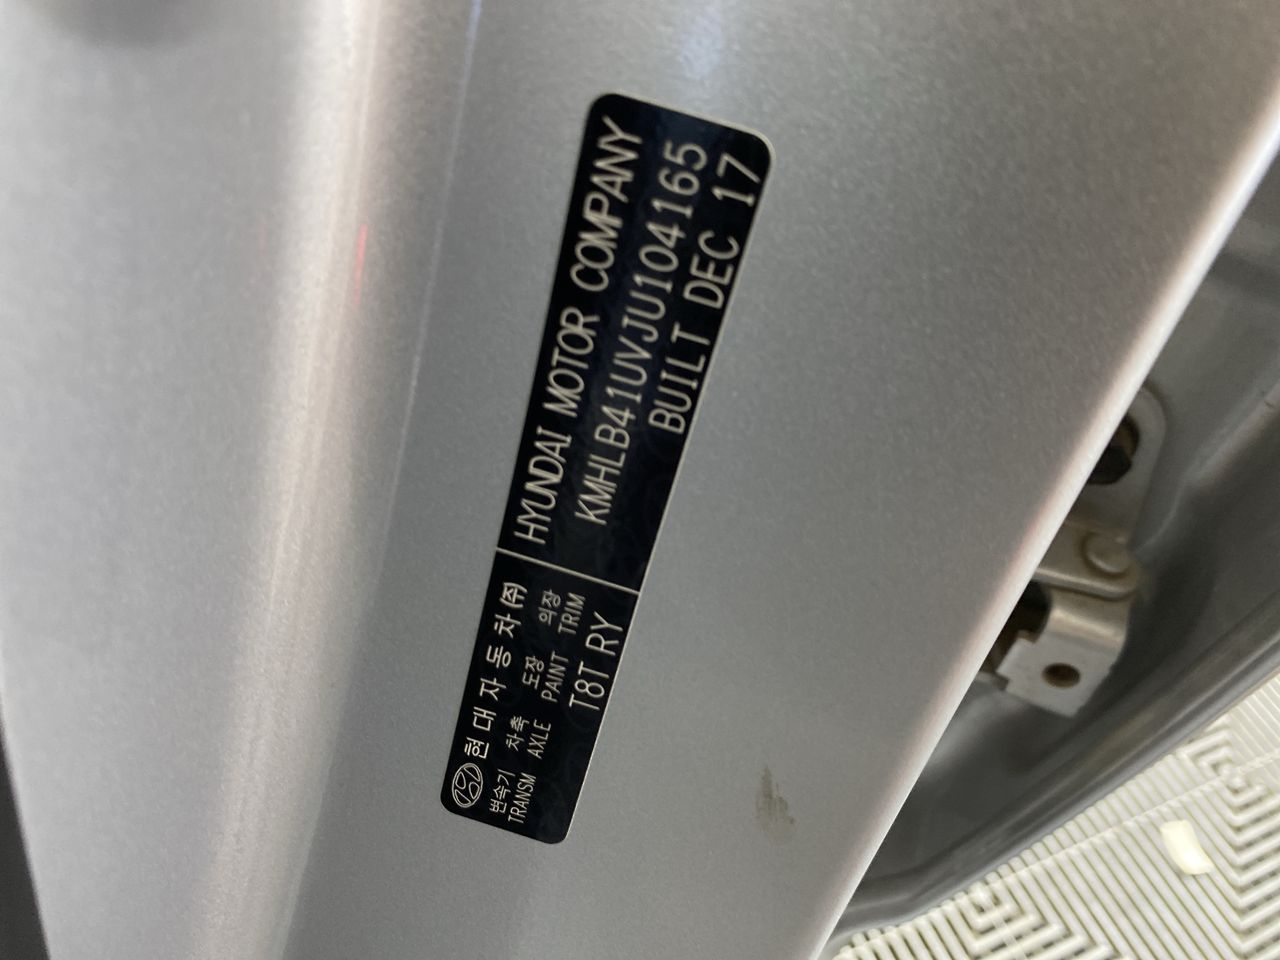 현대자동차(주)
변속기 차축 도장 의장
TRANSM AXLE PAINT TRIM
T8T RY
HYUNDAI MOTOR COMPANY
KMHLB41UVJU104165
BUILT DEC 17